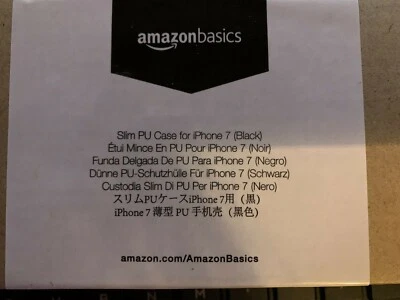 amazonbasics
Slim PU Case for iPhone 7 (Black)
Étui Mince En PU Pour iPhone 7 (Noir)
Funda Delgada De PU Para iPhone 7 (Negro)
Dünne PU-Schutzhülle Für iPhone 7 (Schwarz)
Custodia Slim Di PU Per iPhone 7 (Nero)
スリムPUケースiPhone 7用（黒）
iPhone 7 薄型 PU 手机壳（黑色）
amazon.com/AmazonBasics